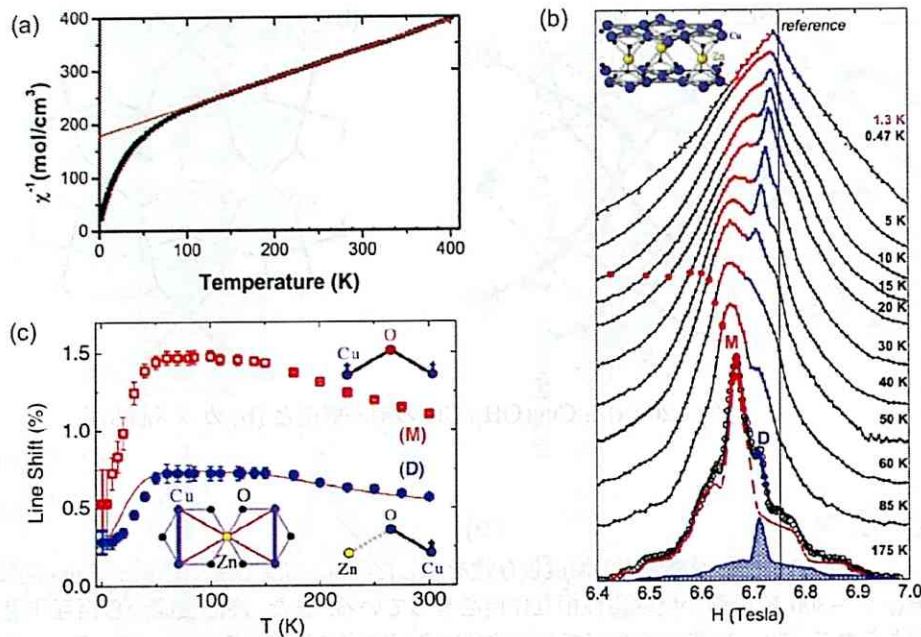 (a)
400
300
200
100
0
χ⁻¹ (mol/cm³)
0 100 200 300 400
Temperature (K)
(b)
reference
Cu
Zn
1.3 K
0.47 K
5 K
10 K
15 K
20 K
30 K
40 K
50 K
60 K
85 K
175 K
M
D
6.4 6.6 6.7 6.8 6.9 7.0
H (Tesla)
(c)
1.5
1.0
0.5
0.0
Line Shift (%)
O
Cu
(M)
(D)
Cu O
Zn
O
Zn Cu
0 100 200 300
T (K)